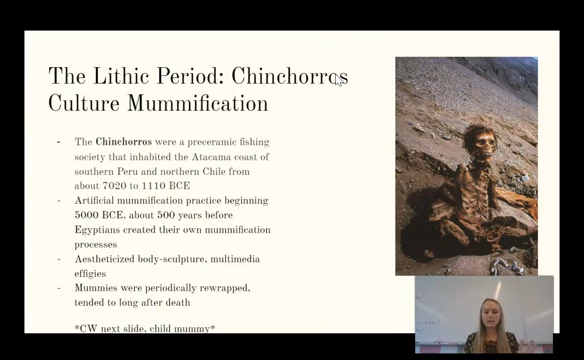 The Lithic Period: Chinchorros
Culture Mummification
- The Chinchorros were a preceramic fishing
society that inhabited the Atacama coast of
southern Peru and northern Chile from
about 7020 to 1110 BCE
- Artificial mummification practice beginning
5000 BCE, about 500 years before
Egyptians created their own mummification
processes
- Aestheticized body-sculpture, multimedia
effigies
- Mummies were periodically rewrapped,
tended to long after death
*CW next slide, child mummy*